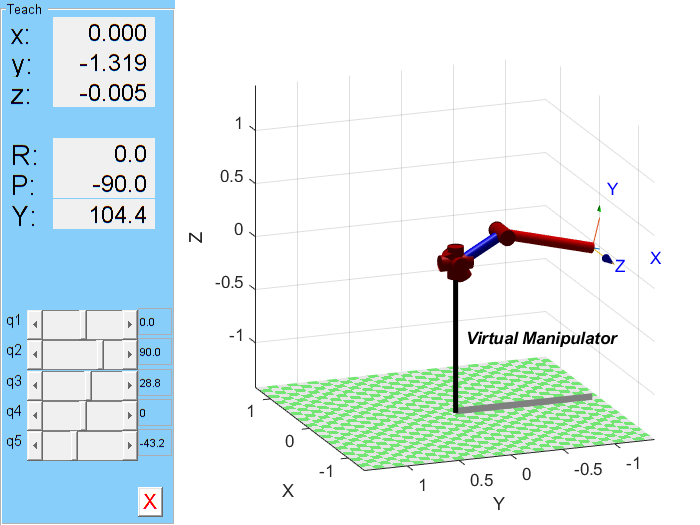 Teach
x: 0.000
y: -1.319
z: -0.005
R: 0.0
P: -90.0
Y: 104.4
q1 0.0
q2 90.0
q3 28.8
q4 0
q5 -43.2
X
1
0.5
0
-0.5
-1
Z
Y
X
Z
Virtual Manipulator
1
0
-1
X
1
0.5
0
-0.5
-1
Y